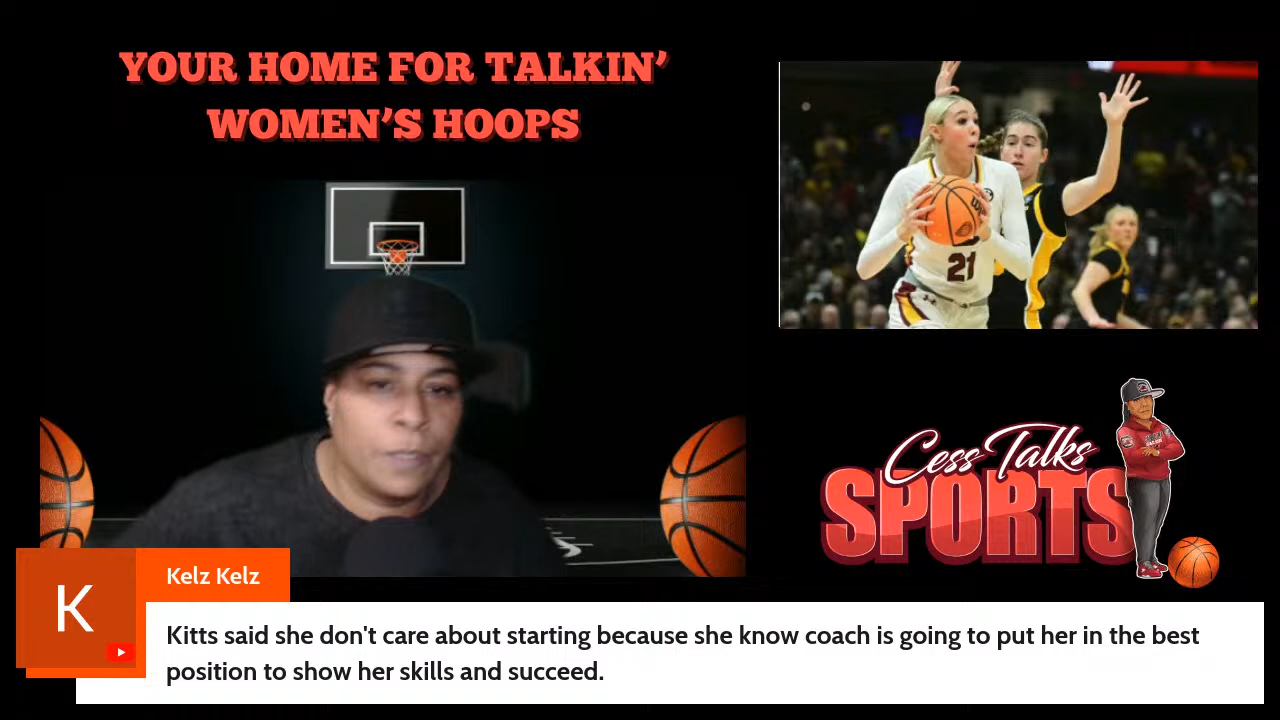 YOUR HOME FOR TALKIN'
WOMEN'S HOOPS
21
Cess Talks
SPORTS
K
Kelz Kelz
Kitts said she don't care about starting because she know coach is going to put her in the best
position to show her skills and succeed.